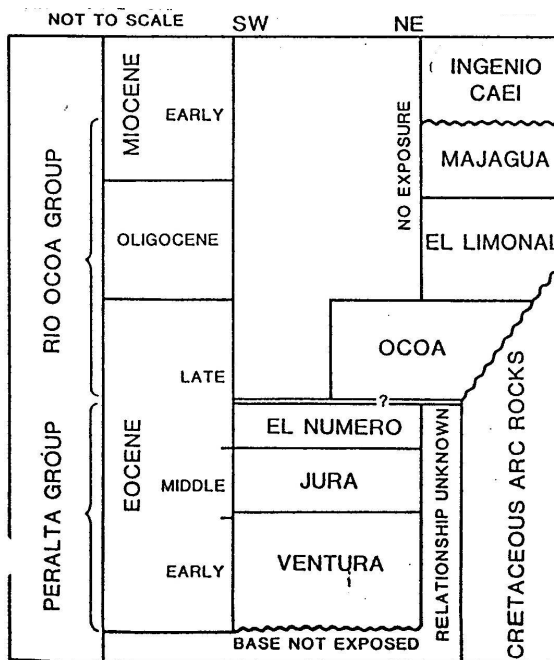 NOT TO SCALE
SW
NE
RIO OCOA GROUP
PERALTA GROUP
MIOCENE
EARLY
OLIGOCENE
EOCENE
LATE
MIDDLE
EARLY
NO EXPOSURE
INGENIO
CAEI
MAJAGUA
EL LIMONAL
OCOA
?
EL NUMERO
JURA
VENTURA
BASE NOT EXPOSED
RELATIONSHIP UNKNOWN
CRETACEOUS ARC ROCKS